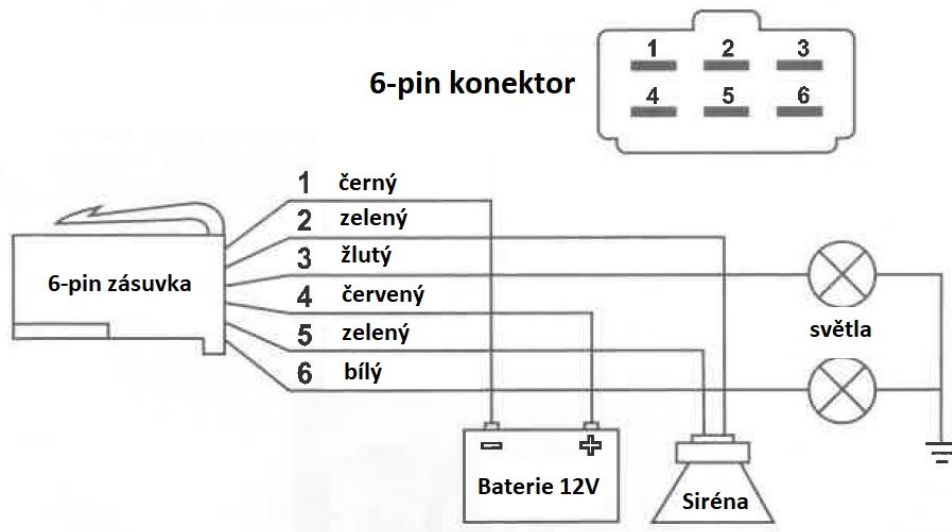 1 2 3
6-pin konektor
4 5 6
1 černý
2 zelený
3 žlutý
6-pin zásuvka
4 červený
světla
5 zelený
6 bílý
− +
Baterie 12V
Siréna